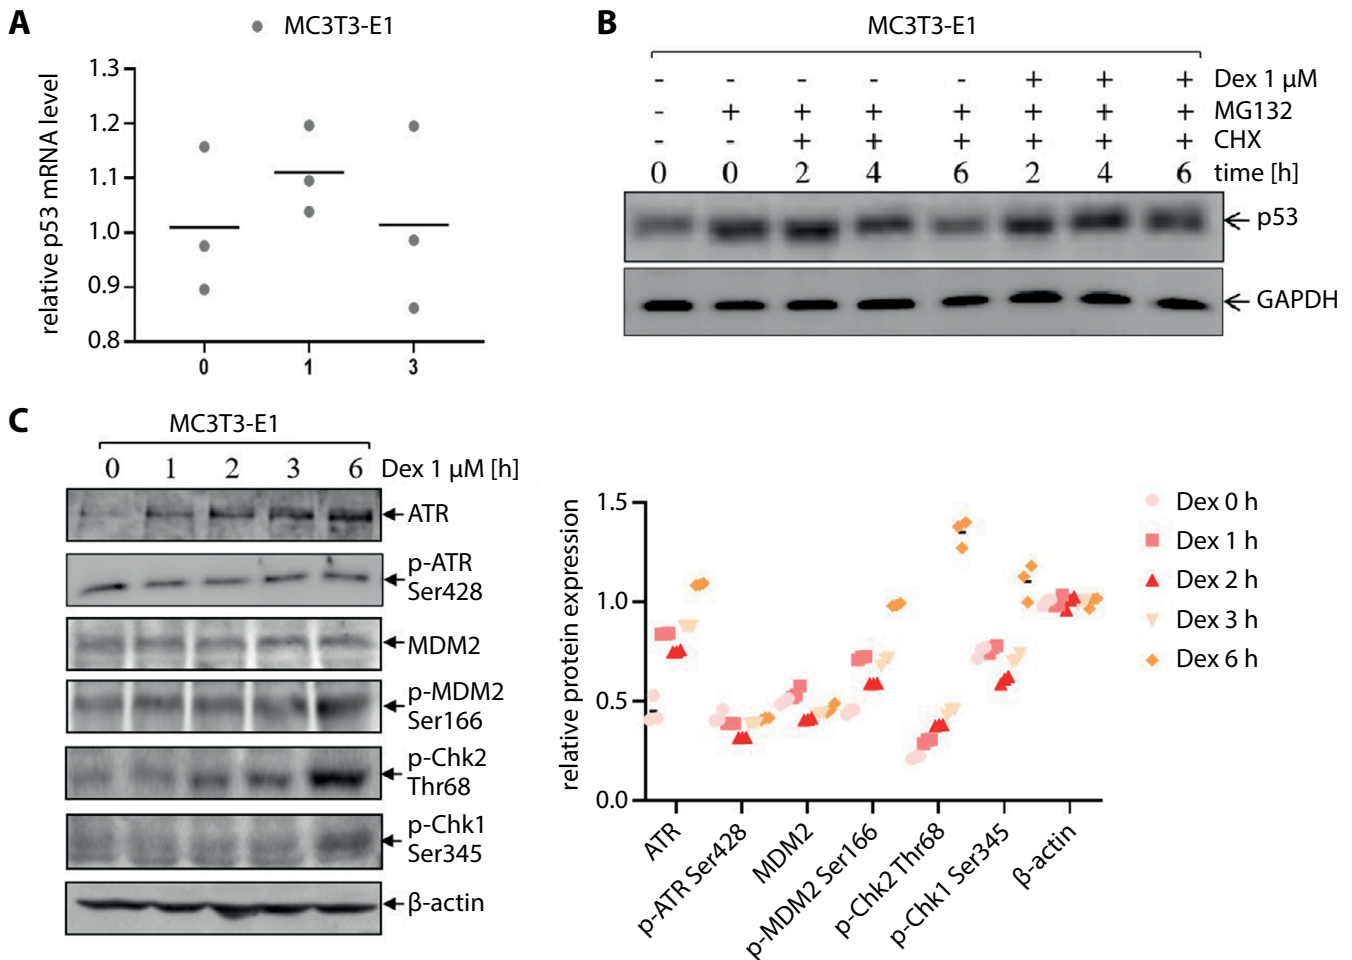 A
MC3T3-E1
relative p53 mRNA level
1.3
1.2
1.1
1.0
0.9
0.8
0 1 3
B
MC3T3-E1
- - - - - + + + Dex 1 µM
- + + + + + + + MG132
- - + + + + + + CHX
0 0 2 4 6 2 4 6 time [h]
p53
GAPDH
C
MC3T3-E1
0 1 2 3 6 Dex 1 µM [h]
ATR
p-ATR
Ser428
MDM2
p-MDM2
Ser166
p-Chk2
Thr68
p-Chk1
Ser345
β-actin
relative protein expression
1.5
1.0
0.5
0.0
ATR
p-ATR Ser428
MDM2
p-MDM2 Ser166
p-Chk2 Thr68
p-Chk1 Ser345
β-actin
Dex 0 h
Dex 1 h
Dex 2 h
Dex 3 h
Dex 6 h